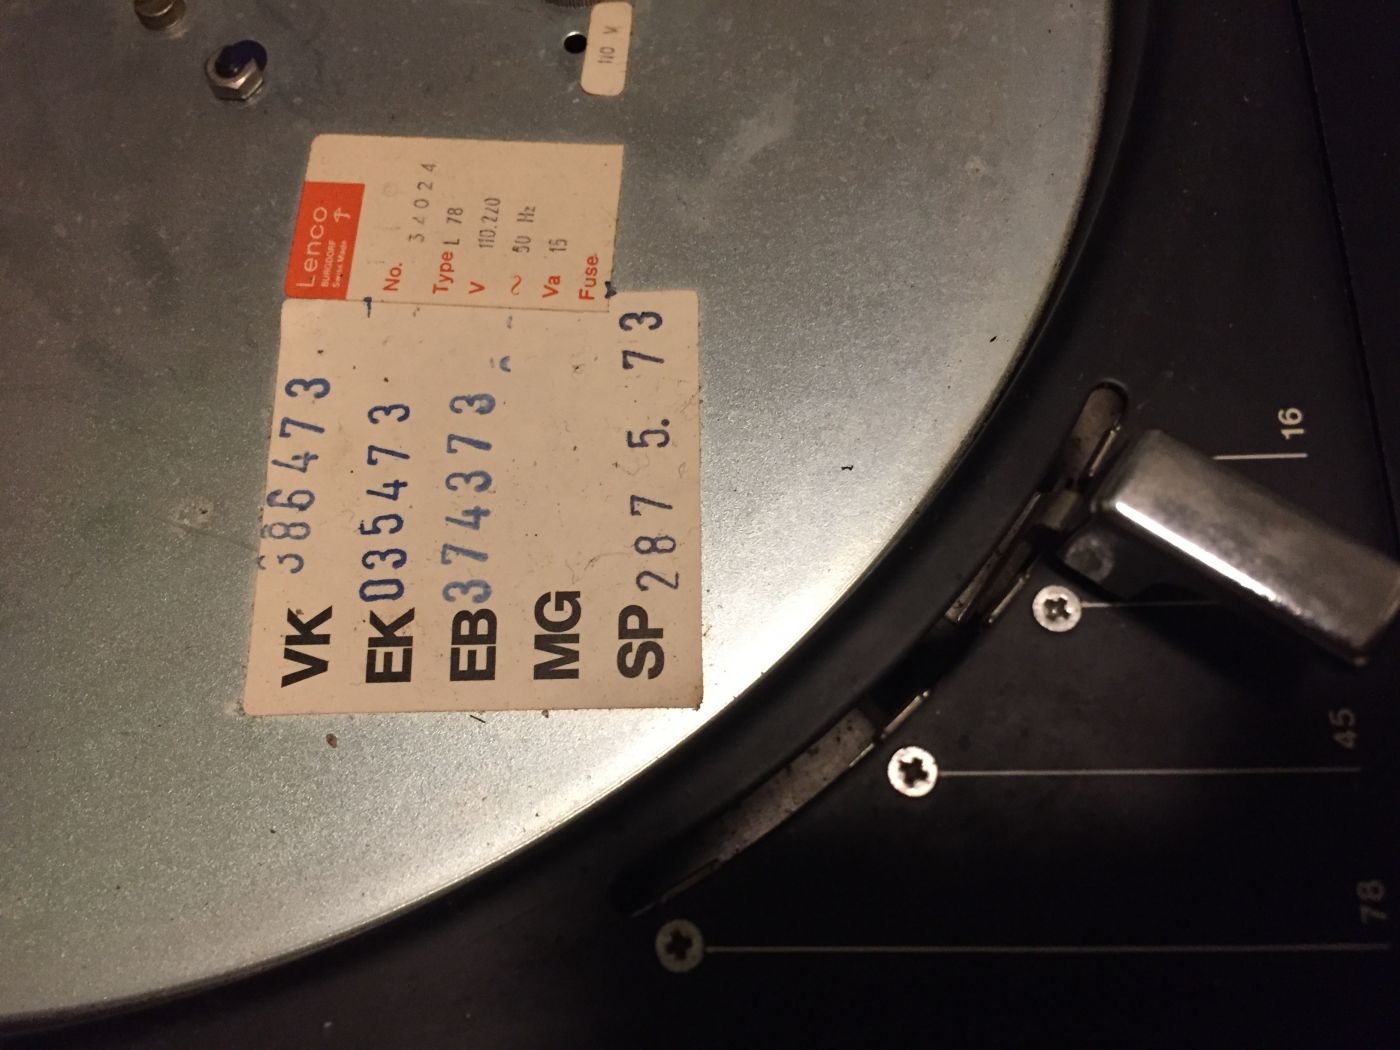 110 V
Lenco
BURGDORF
Swiss Made
No. 34024
Type L 78
V 110.220
~ 50 Hz
Va 15
Fuse
VK 386473
EK 035473
EB 374373
MG
SP 287 5. 73
16
45
78